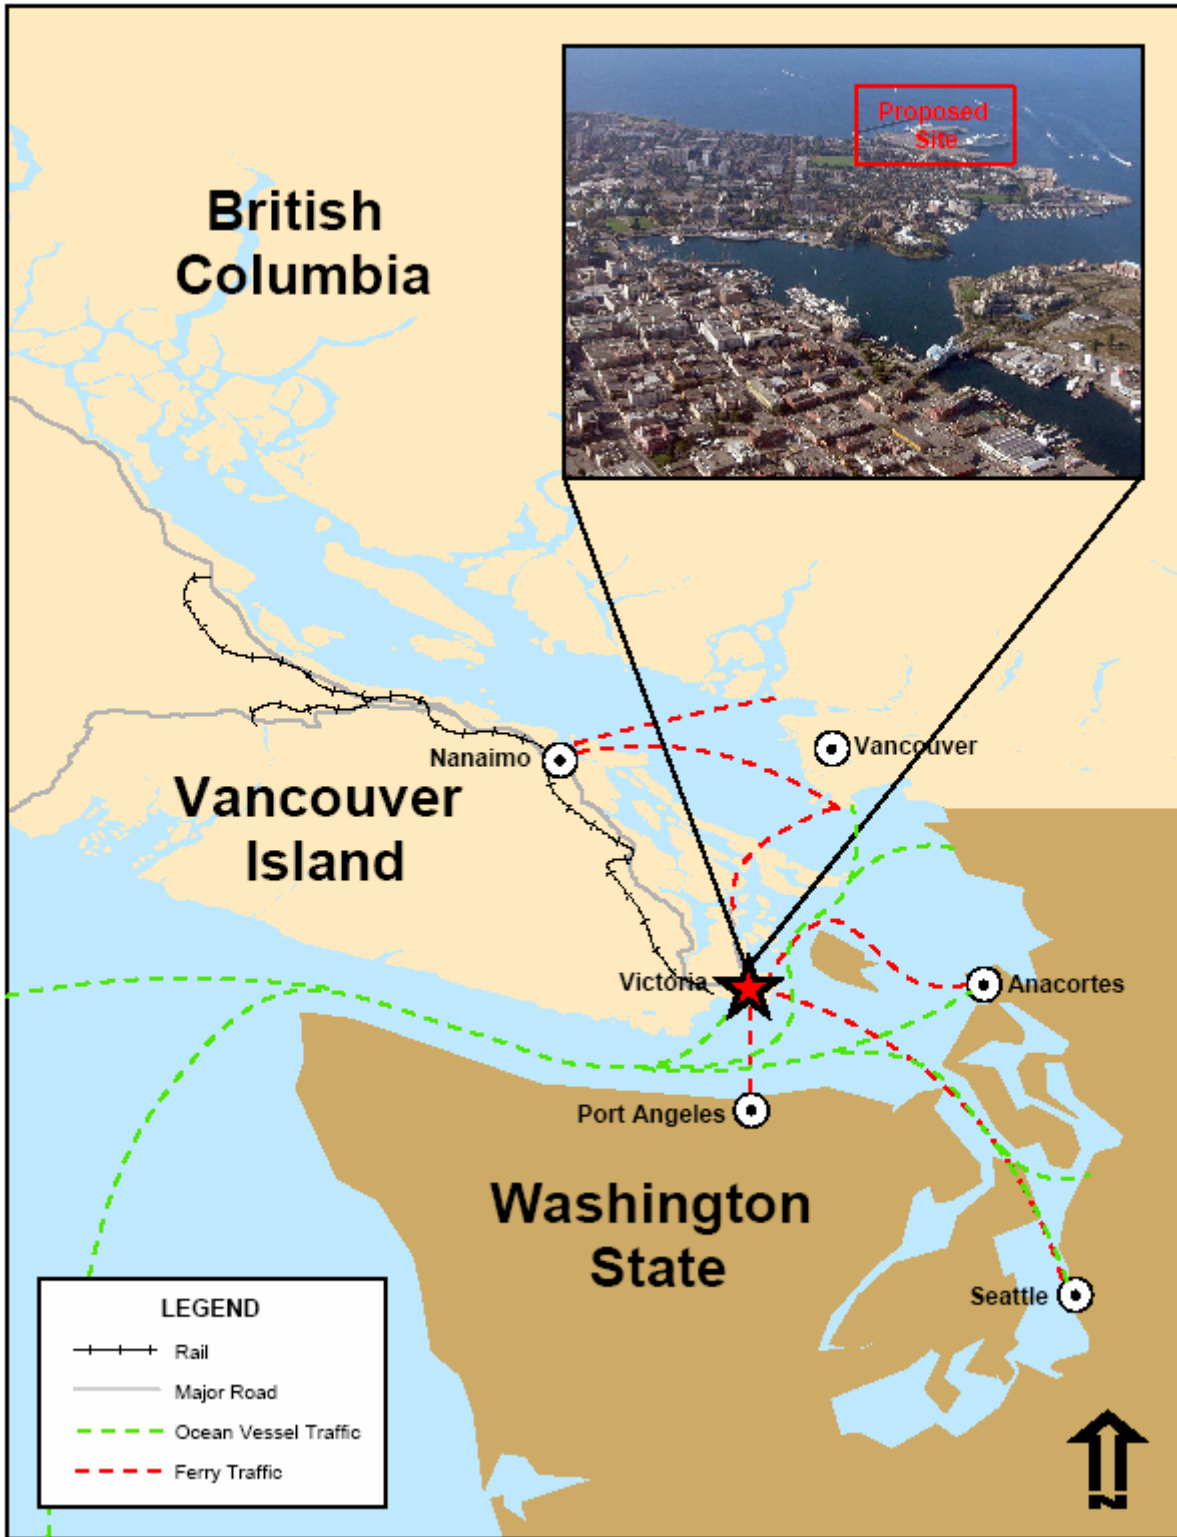 Proposed
Site
British
Columbia
Vancouver
Nanaimo
Vancouver
Island
Victoria
Anacortes
Port Angeles
Washington
State
Seattle
LEGEND
Rail
Major Road
Ocean Vessel Traffic
Ferry Traffic
N